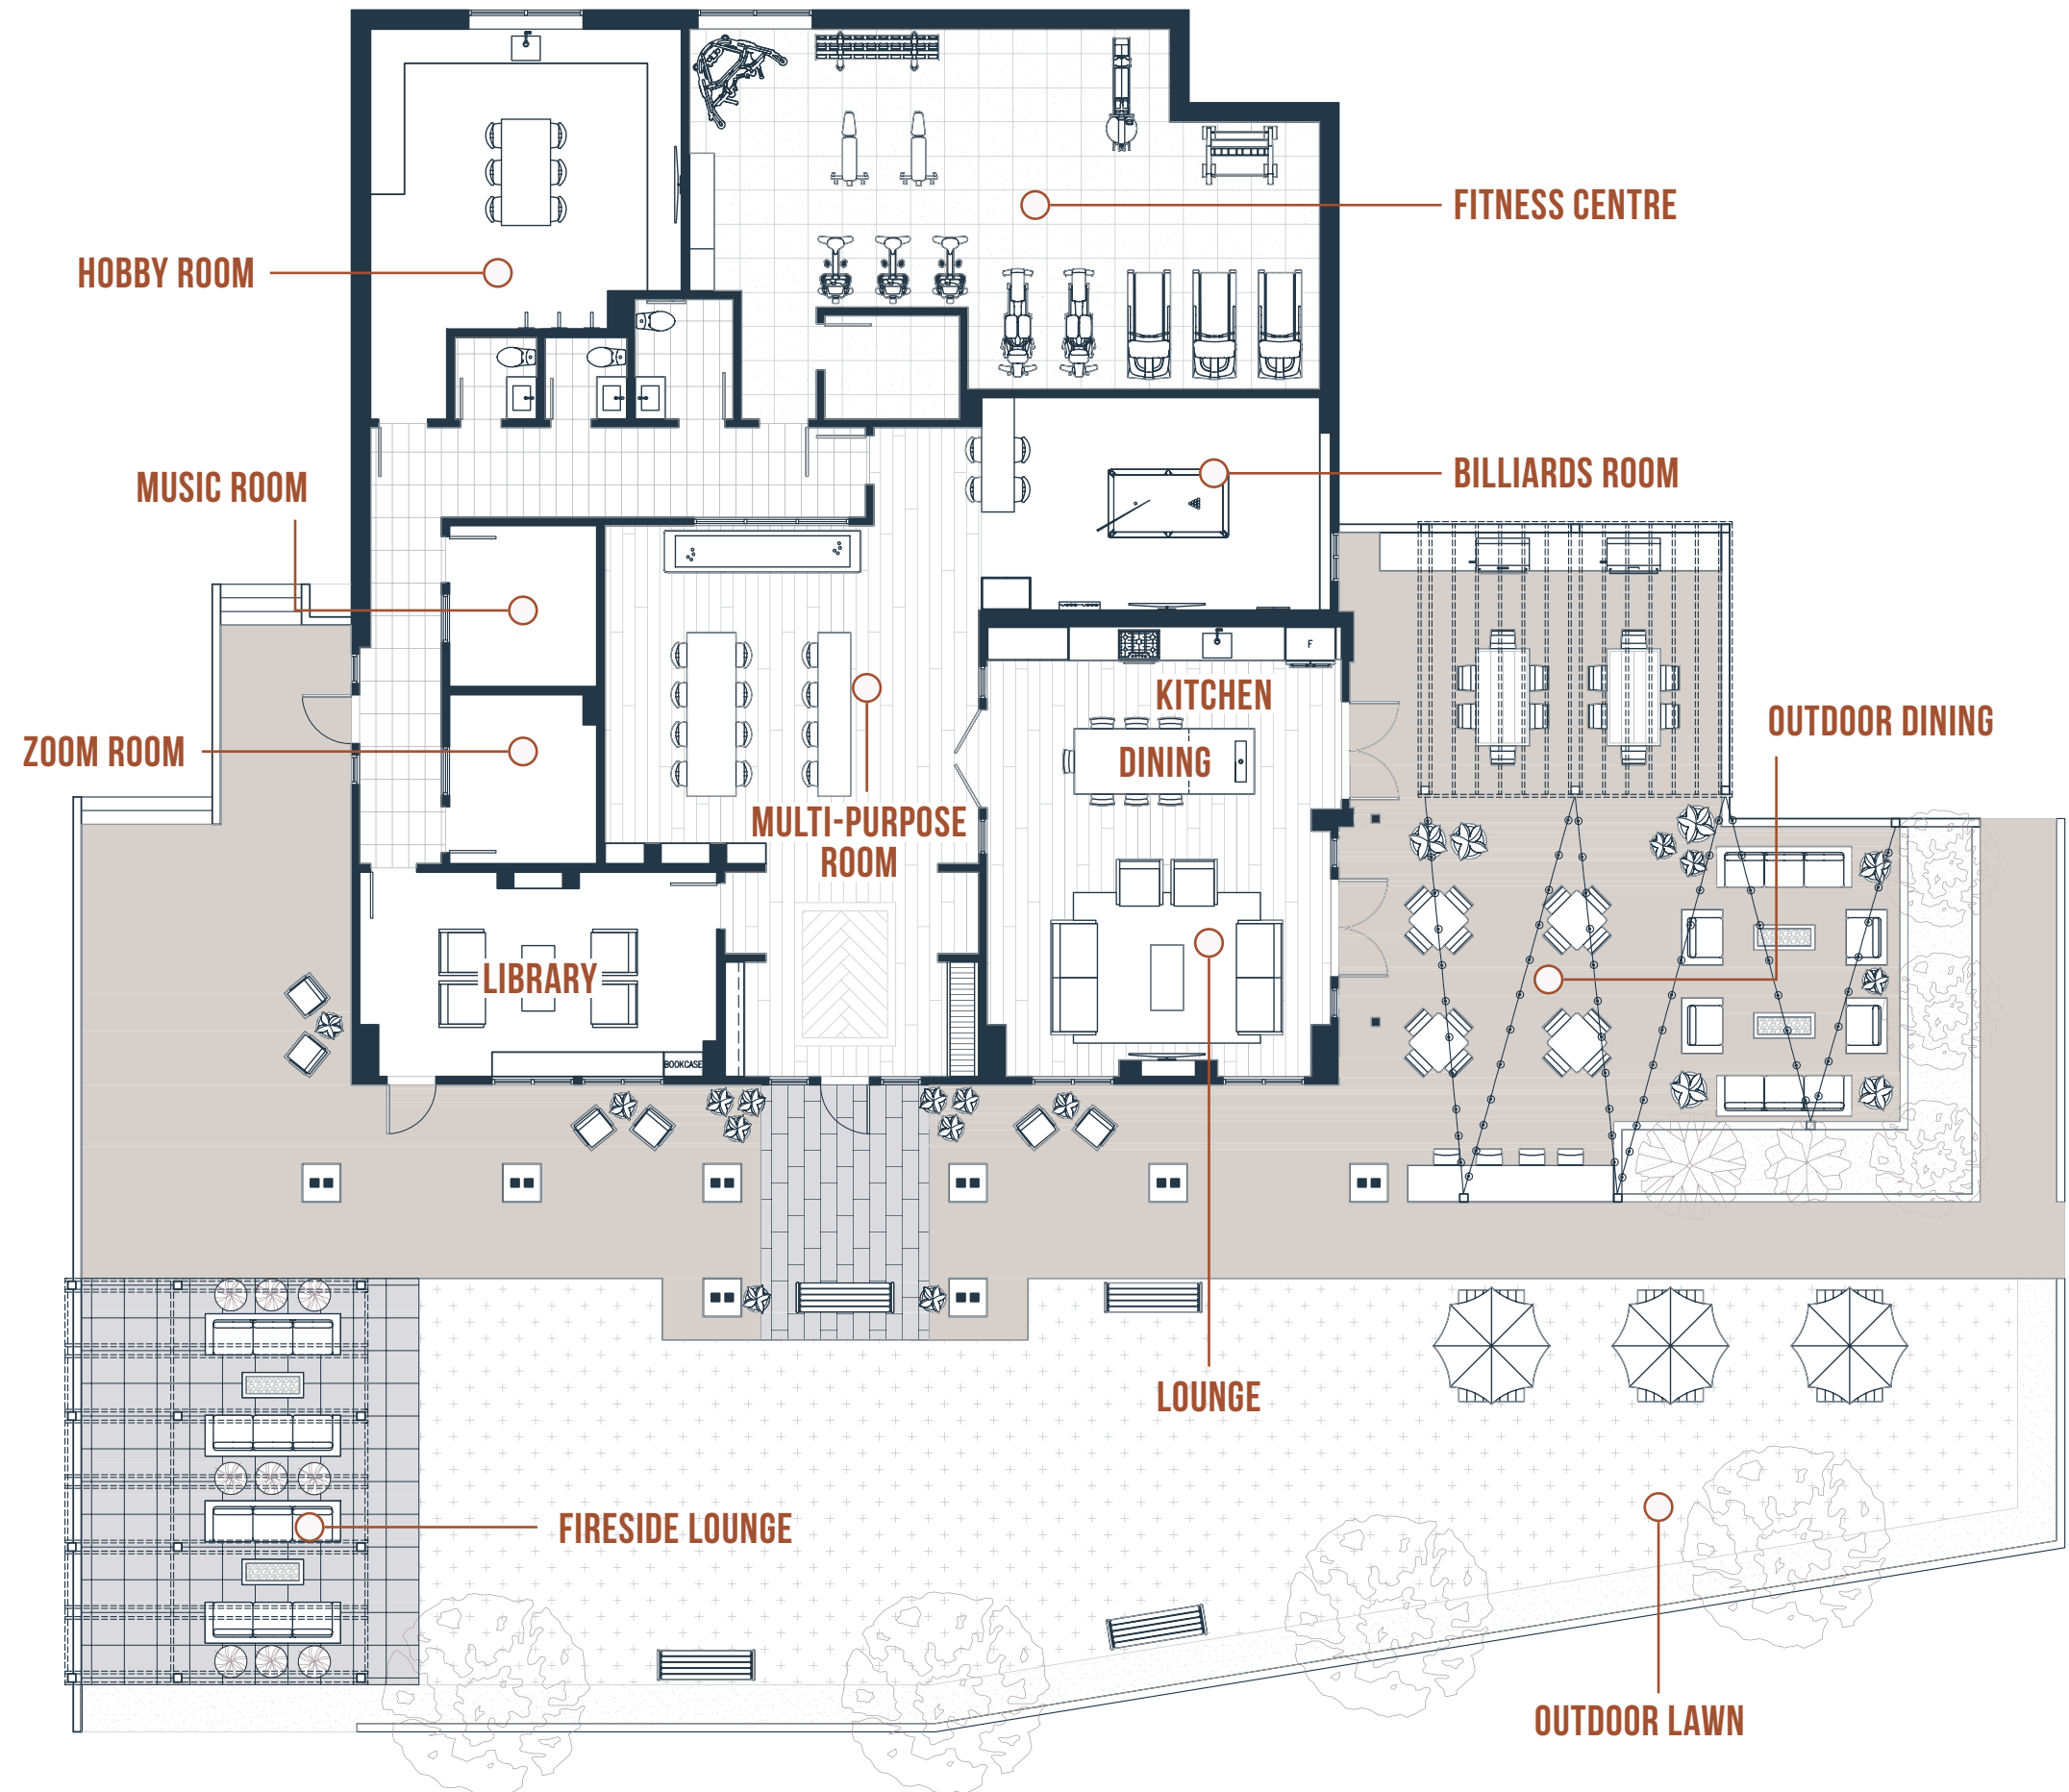 FITNESS CENTRE
HOBBY ROOM
BILLIARDS ROOM
MUSIC ROOM
F
KITCHEN
OUTDOOR DINING
ZOOM ROOM
DINING
MULTI-PURPOSE
ROOM
LIBRARY
BOOKCASE
LOUNGE
FIRESIDE LOUNGE
OUTDOOR LAWN